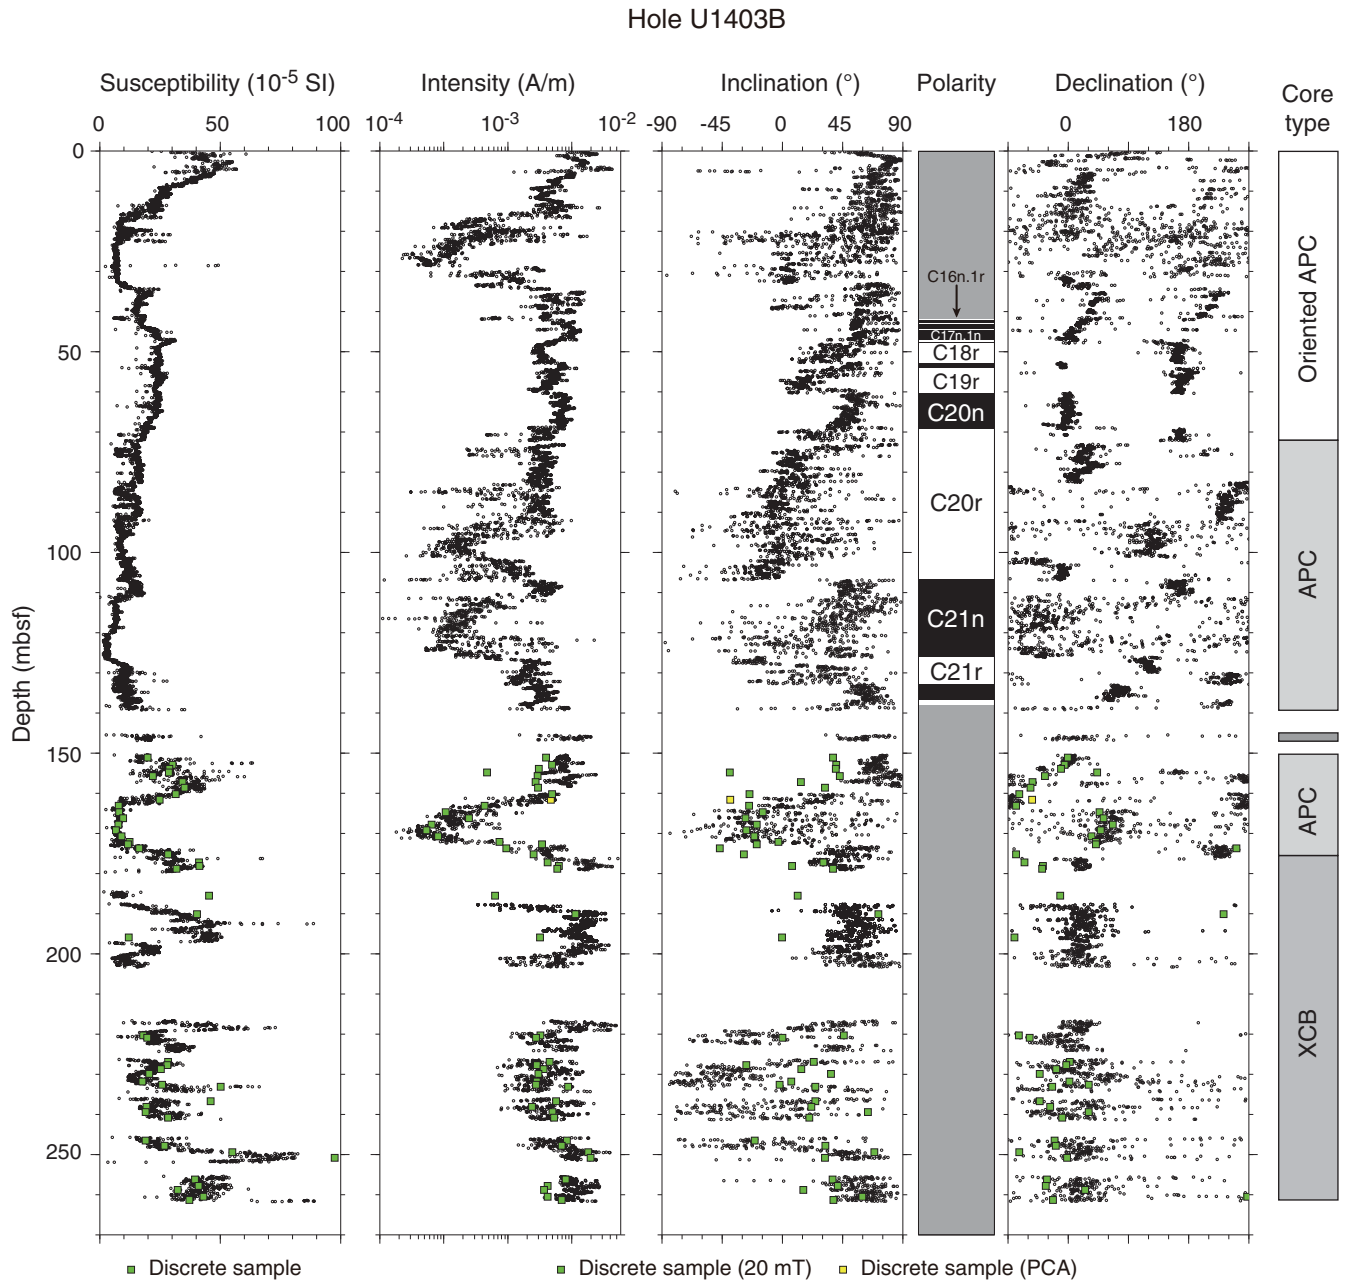 Hole U1403B
Susceptibility (10-5 SI) Intensity (A/m) Inclination (°) Polarity Declination (°) Core type
0 50 100 10-4 10-3 10-2 -90 -45 0 45 90 0 180
Depth (mbsf)
0
50
100
150
200
250
C16n.1r
C17n.1n
C18r
C19r
C20n
C20r
C21n
C21r
Oriented APC
APC
APC
XCB
Discrete sample Discrete sample (20 mT) Discrete sample (PCA)